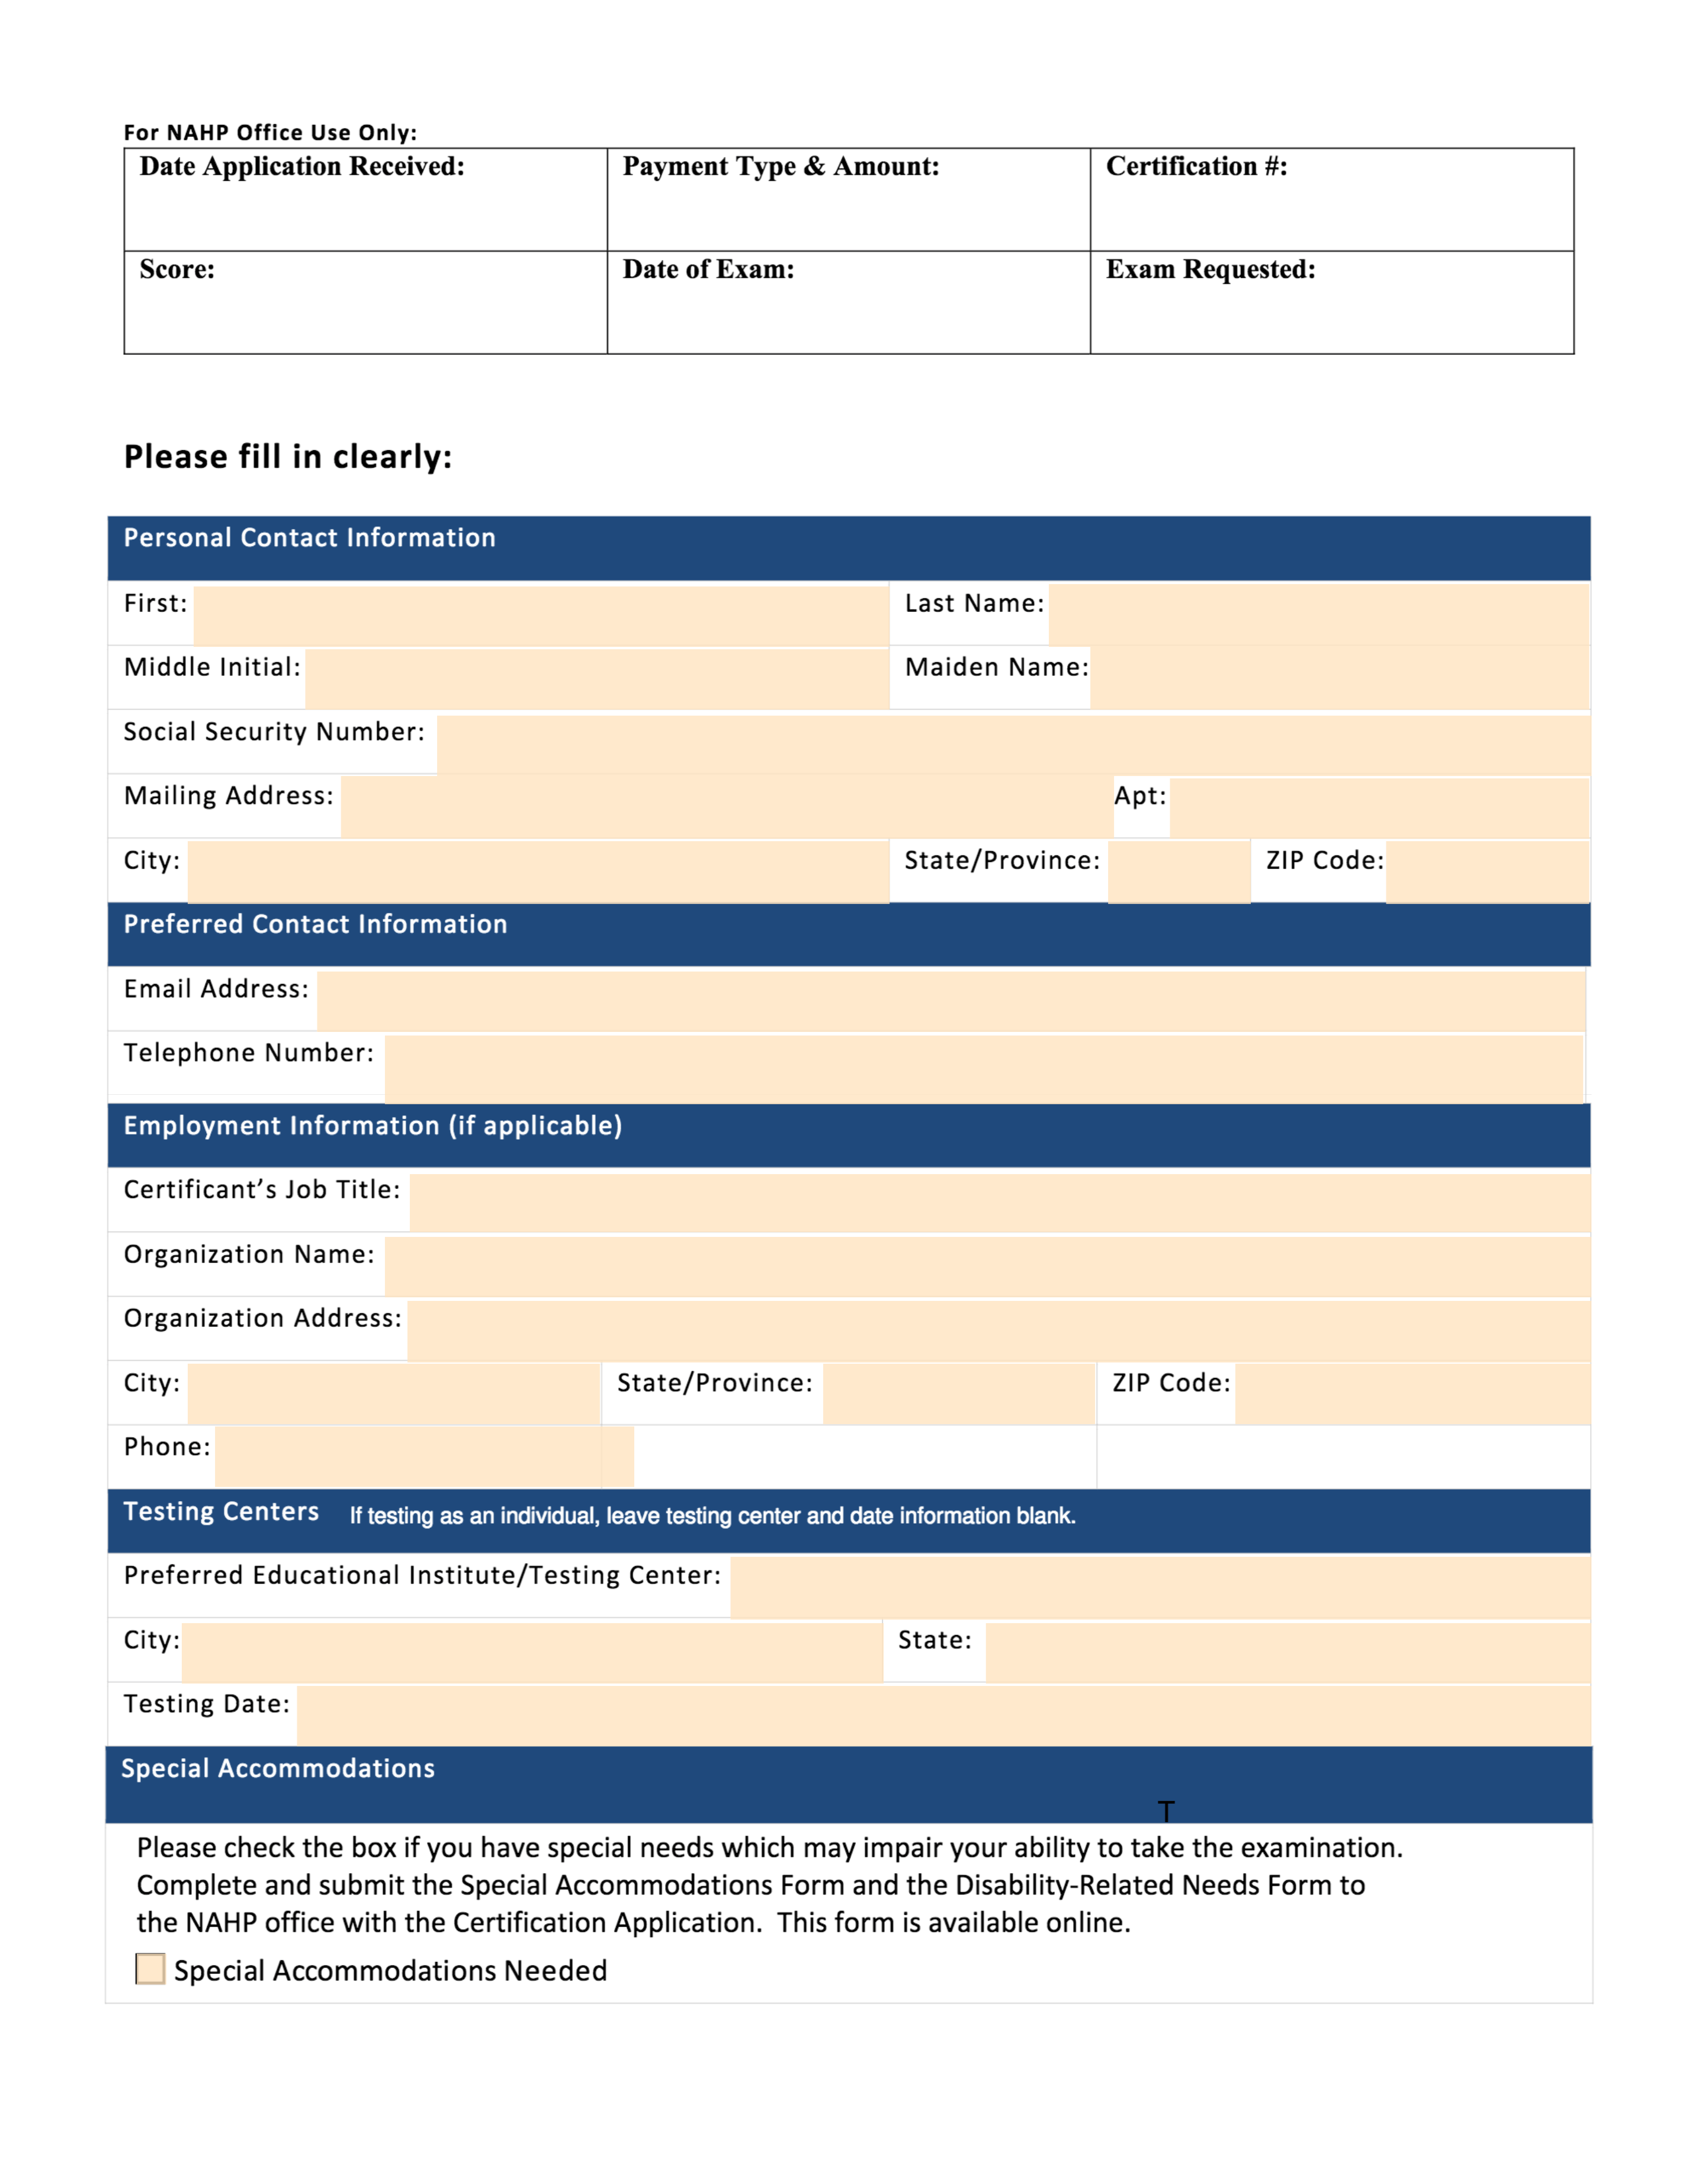 For NAHP Office Use Only:
Date Application Received: Payment Type & Amount: Certification #:
Score: Date of Exam: Exam Requested:
Please fill in clearly:
Personal Contact Information
First: Last Name:
Middle Initial: Maiden Name:
Social Security Number:
Mailing Address: Apt:
City: State/Province: ZIP Code:
Preferred Contact Information
Email Address:
Telephone Number:
Employment Information (if applicable)
Certificant’s Job Title:
Organization Name:
Organization Address:
City: State/Province: ZIP Code:
Phone:
Testing Centers If testing as an individual, leave testing center and date information blank.
Preferred Educational Institute/Testing Center:
City: State:
Testing Date:
Special Accommodations
T
Please check the box if you have special needs which may impair your ability to take the examination.
Complete and submit the Special Accommodations Form and the Disability-Related Needs Form to
the NAHP office with the Certification Application. This form is available online.
Special Accommodations Needed